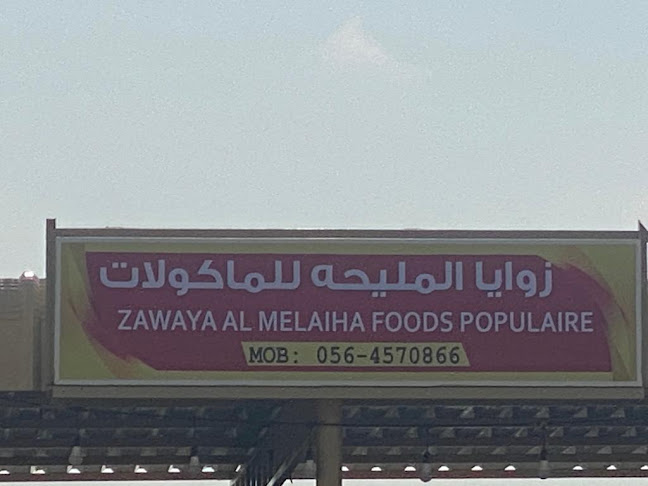 زوايا المليحه للماكولات
ZAWAYA AL MELAIHA FOODS POPULAIRE
MOB: 056-4570866